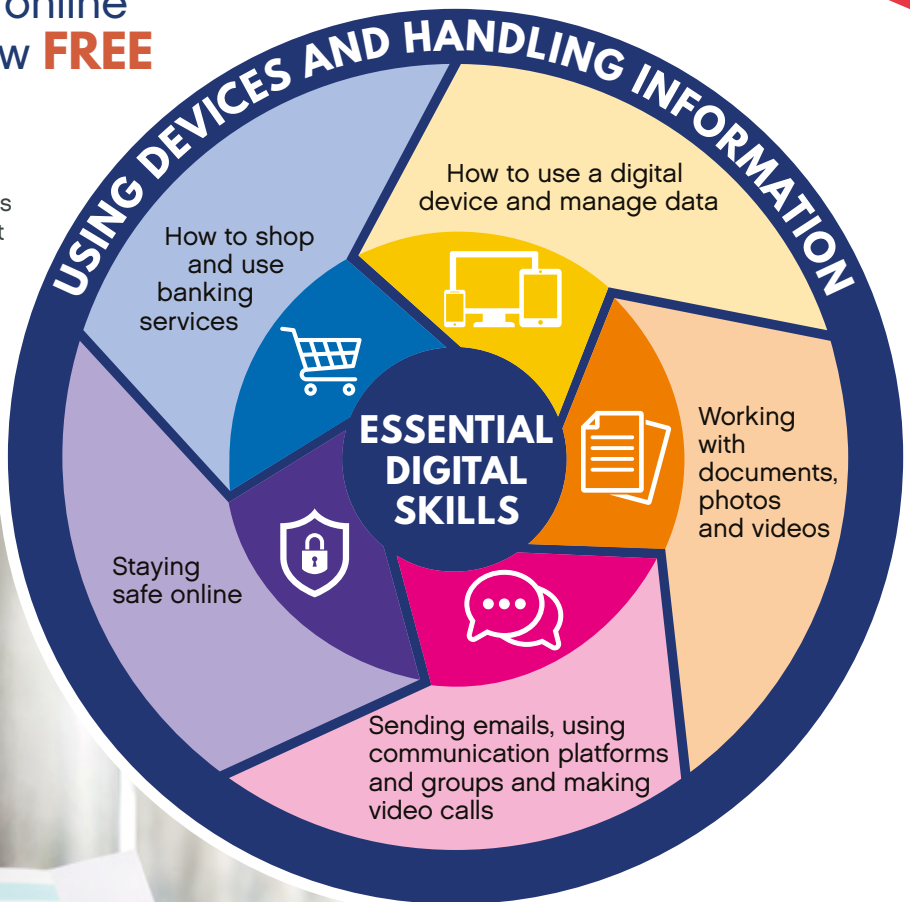 online
w FREE
s
t
USING DEVICES AND HANDLING INFORMATION
How to use a digital
device and manage data
How to shop
and use
banking
services
ESSENTIAL
DIGITAL
SKILLS
Working
with
documents,
photos
and videos
Staying
safe online
Sending emails, using
communication platforms
and groups and making
video calls